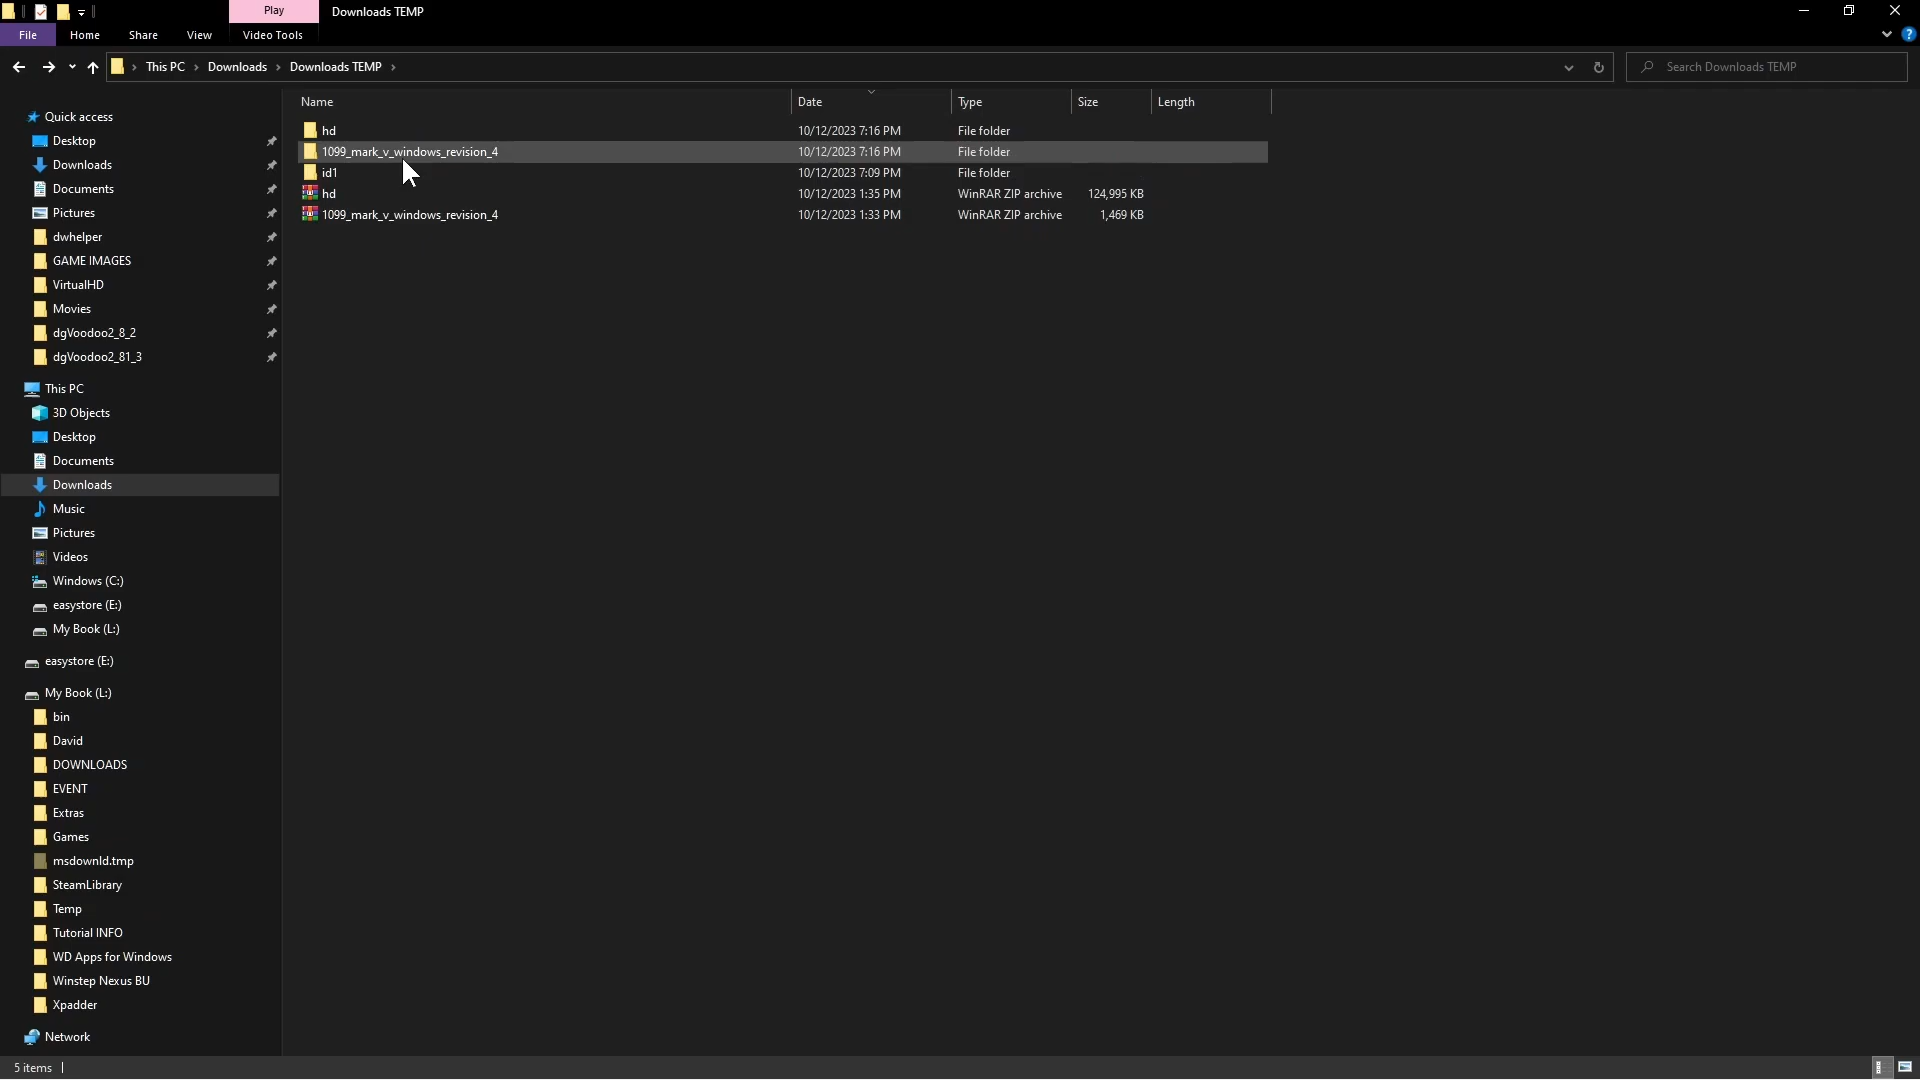 Play
Downloads TEMP
File
Home
Share
View
Video Tools
This PC
Downloads
Downloads TEMP
Search Downloads TEMP
Name
Date
Type
Size
Length
hd
10/12/2023 7:16 PM
File folder
1099_mark_v_windows_revision_4
10/12/2023 7:16 PM
File folder
id1
10/12/2023 7:09 PM
File folder
hd
10/12/2023 1:35 PM
WinRAR ZIP archive
124,995 KB
1099_mark_v_windows_revision_4
10/12/2023 1:33 PM
WinRAR ZIP archive
1,469 KB
Quick access
Desktop
Downloads
Documents
Pictures
dwhelper
GAME IMAGES
VirtualHD
Movies
dgVoodoo2_8_2
dgVoodoo2_81_3
This PC
3D Objects
Desktop
Documents
Downloads
Music
Pictures
Videos
Windows (C:)
easystore (E:)
My Book (L:)
easystore (E:)
My Book (L:)
bin
David
DOWNLOADS
EVENT
Extras
Games
msdownld.tmp
SteamLibrary
Temp
Tutorial INFO
WD Apps for Windows
Winstep Nexus BU
Xpadder
Network
5 items